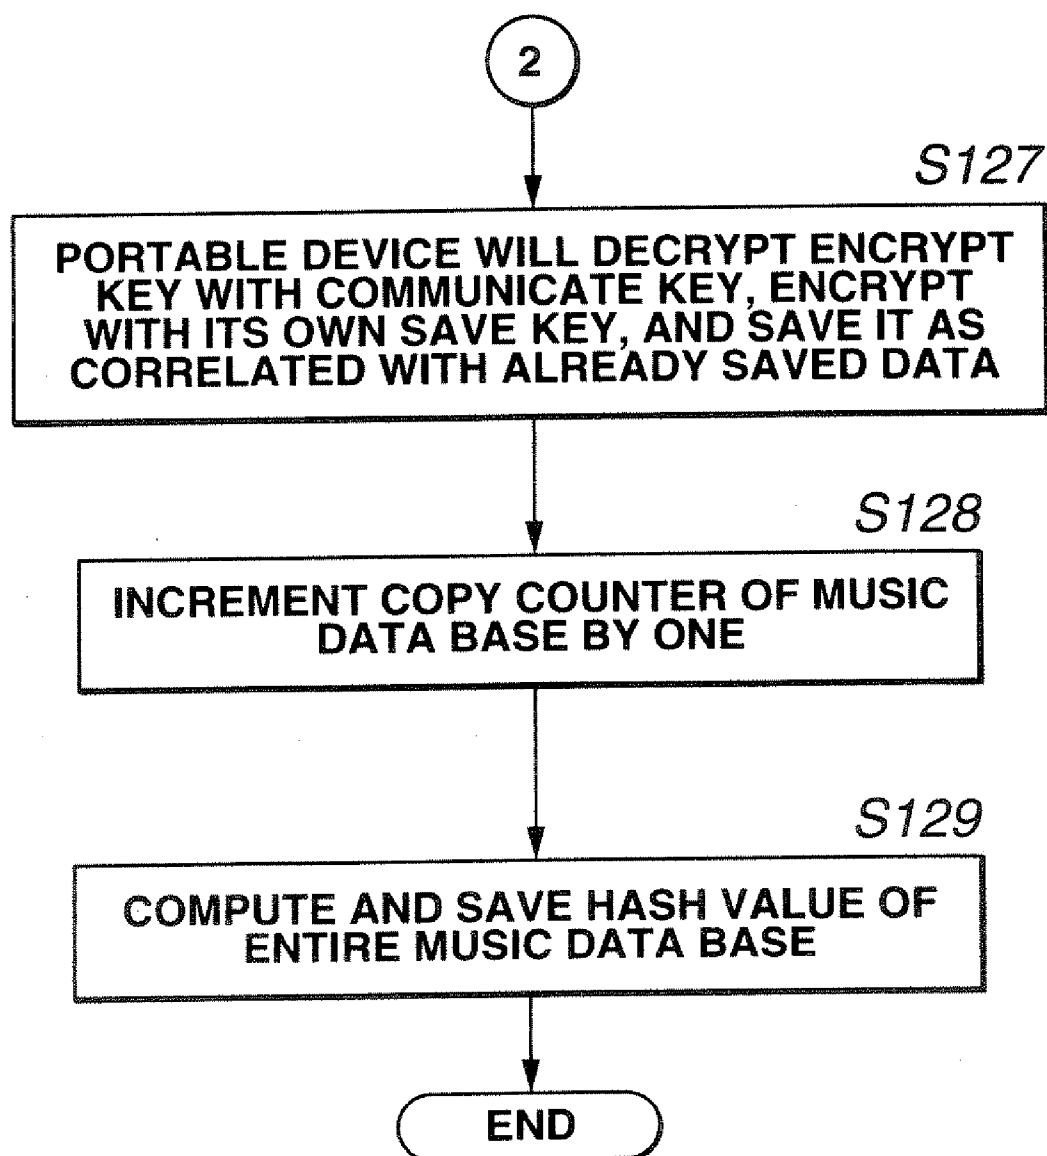 2
S127
PORTABLE DEVICE WILL DECRYPT ENCRYPT
KEY WITH COMMUNICATE KEY, ENCRYPT
WITH ITS OWN SAVE KEY, AND SAVE IT AS
CORRELATED WITH ALREADY SAVED DATA
S128
INCREMENT COPY COUNTER OF MUSIC
DATA BASE BY ONE
S129
COMPUTE AND SAVE HASH VALUE OF
ENTIRE MUSIC DATA BASE
END